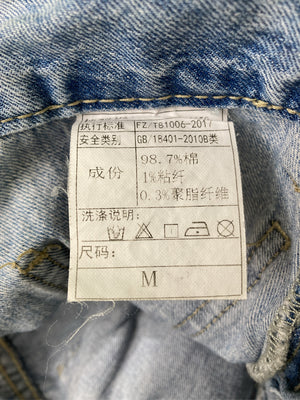 执行标准 FZ/T81006-2017
安全类别 GB/18401-2010B类
成份 98.7%棉
1%粘纤
0.3%聚脂纤维
洗涤说明:
尺码:
M